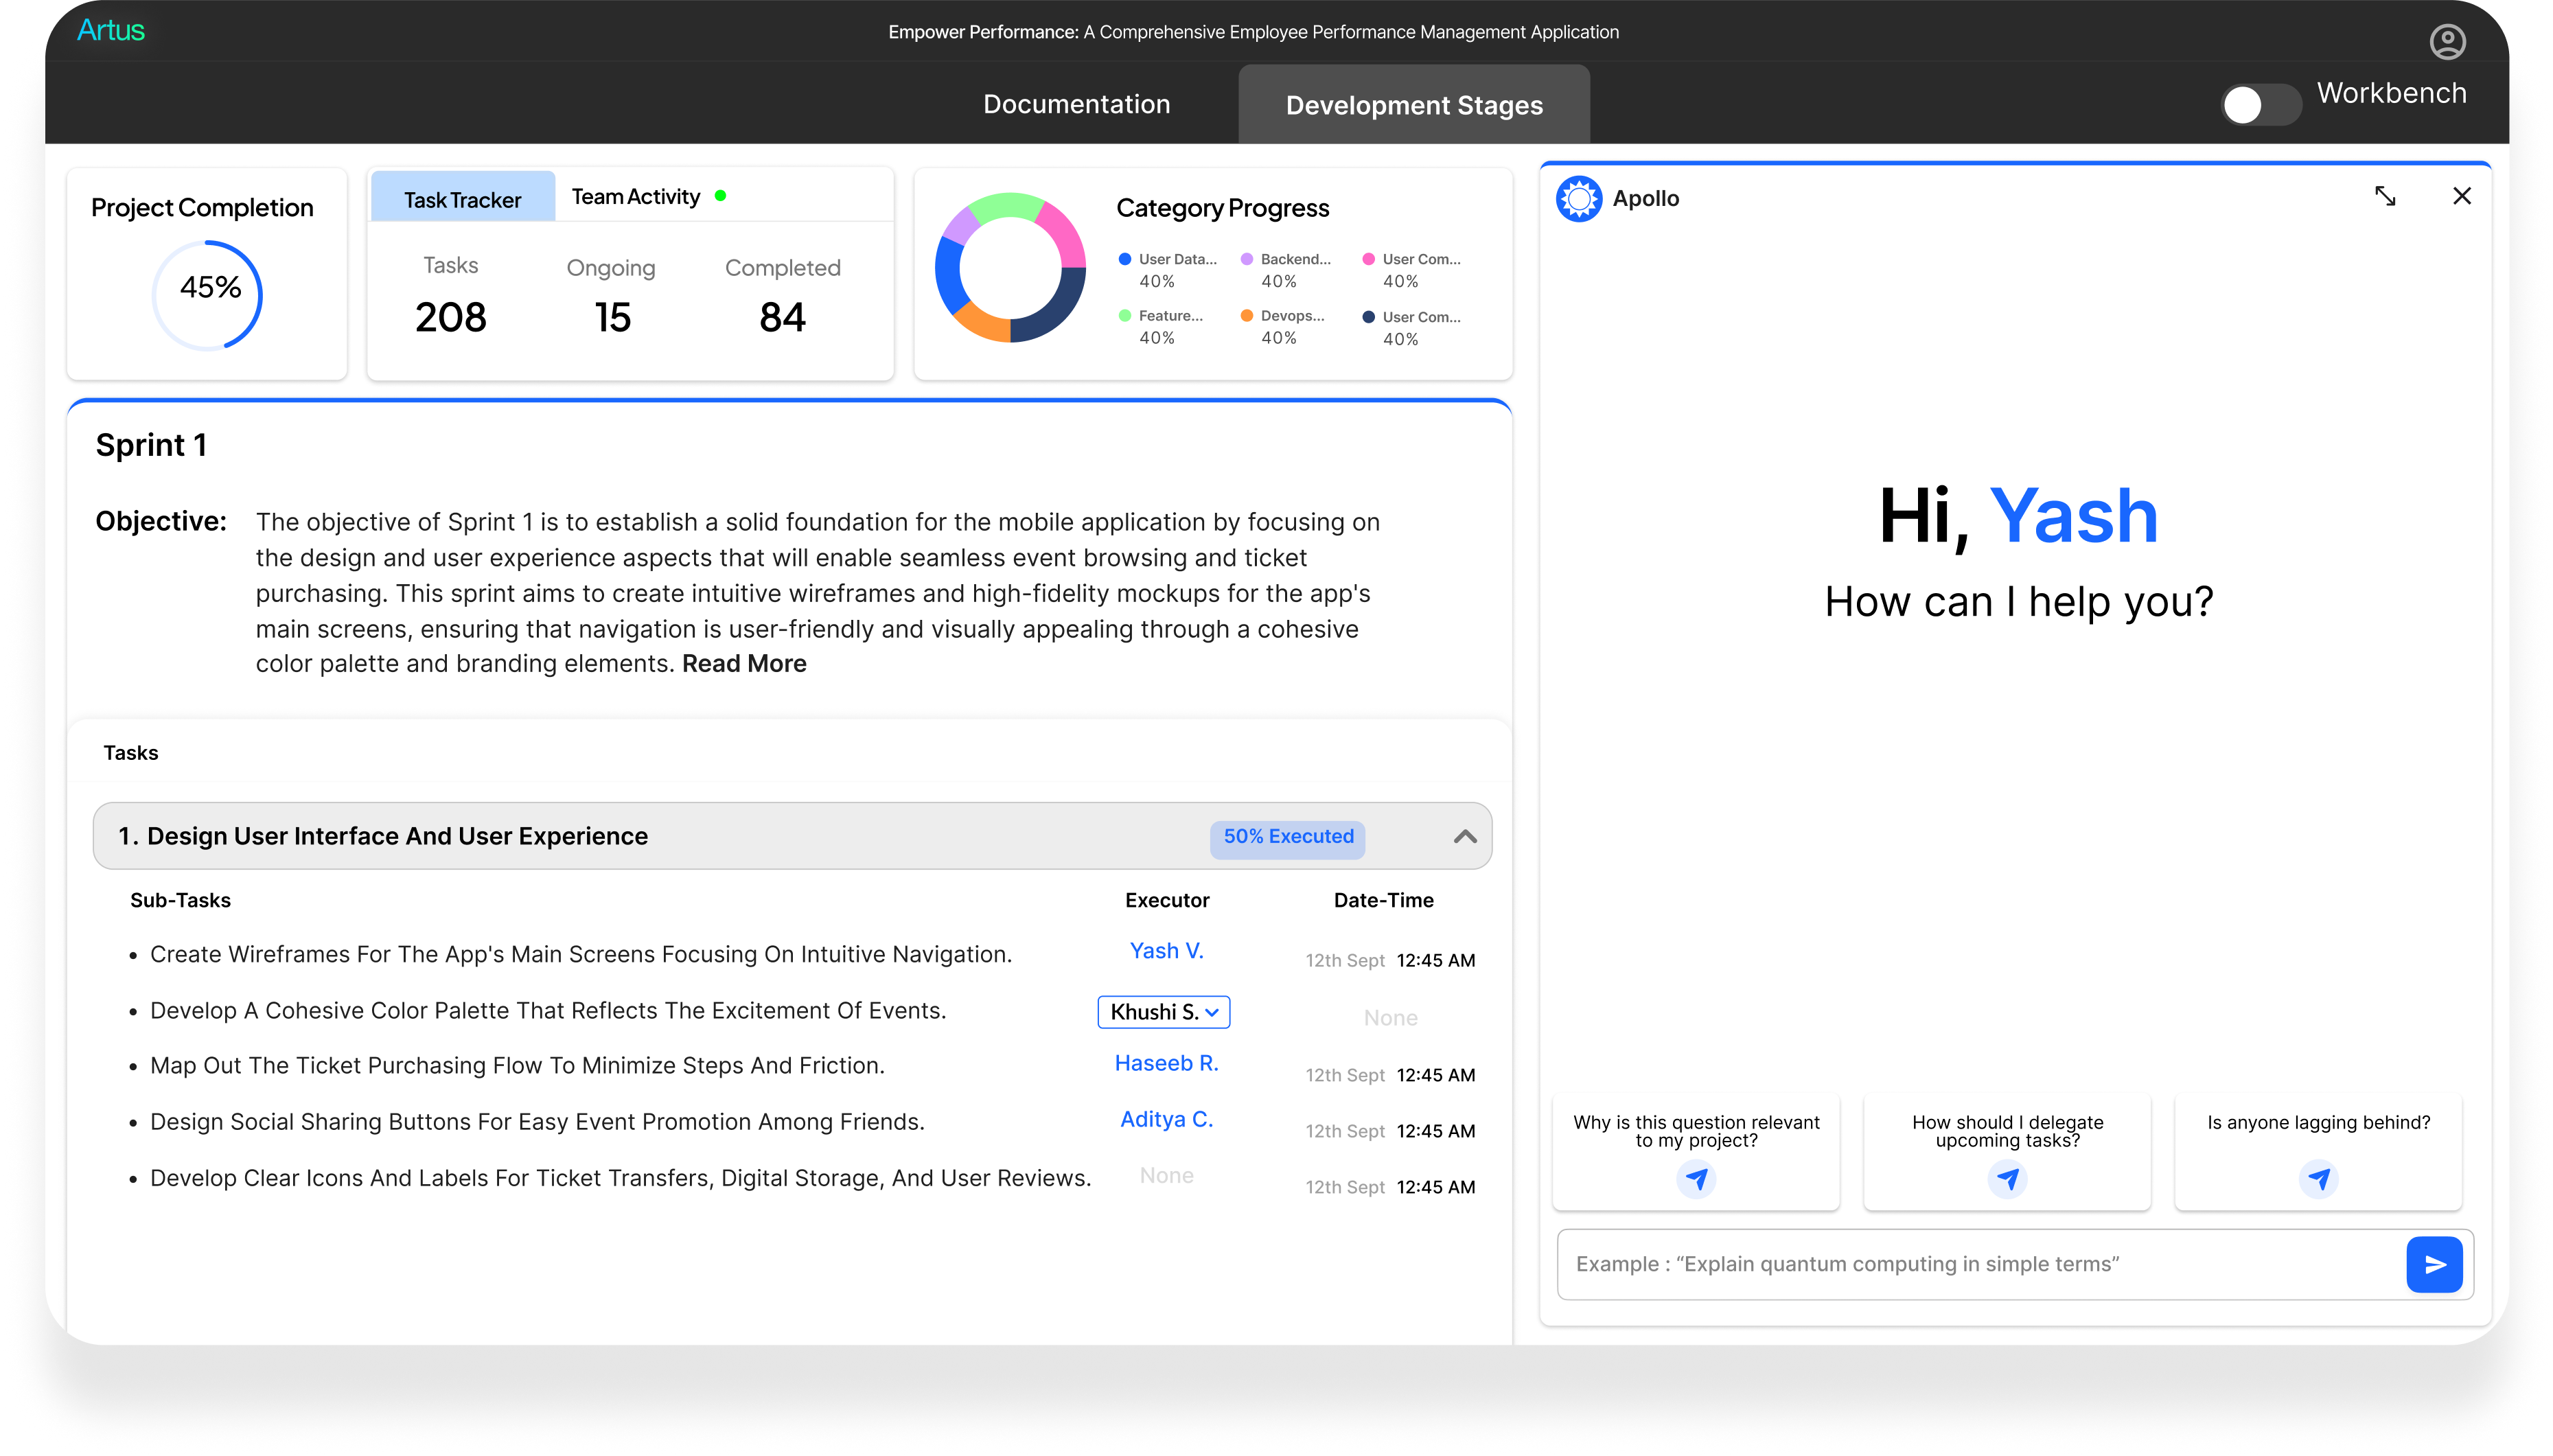 Artus
Empower Performance: A Comprehensive Employee Performance Management Application
Documentation
Development Stages
Workbench
Project Completion
45%
Task Tracker
Team Activity
Tasks
Ongoing
Completed
208
15
84
Category Progress
User Data...
Backend...
User Com...
40%
40%
40%
Feature...
Devops...
User Com...
40%
40%
40%
Sprint 1
Objective:
The objective of Sprint 1 is to establish a solid foundation for the mobile application by focusing on
the design and user experience aspects that will enable seamless event browsing and ticket
purchasing. This sprint aims to create intuitive wireframes and high-fidelity mockups for the app's
main screens, ensuring that navigation is user-friendly and visually appealing through a cohesive
color palette and branding elements. Read More
Tasks
1. Design User Interface And User Experience
50% Executed
Sub-Tasks
Executor
Date-Time
• Create Wireframes For The App's Main Screens Focusing On Intuitive Navigation.
Yash V.
12th Sept 12:45 AM
• Develop A Cohesive Color Palette That Reflects The Excitement Of Events.
Khushi S.
None
• Map Out The Ticket Purchasing Flow To Minimize Steps And Friction.
Haseeb R.
12th Sept 12:45 AM
• Design Social Sharing Buttons For Easy Event Promotion Among Friends.
Aditya C.
12th Sept 12:45 AM
• Develop Clear Icons And Labels For Ticket Transfers, Digital Storage, And User Reviews.
None
12th Sept 12:45 AM
Apollo
Hi, Yash
How can I help you?
Why is this question relevant
to my project?
How should I delegate
upcoming tasks?
Is anyone lagging behind?
Example : “Explain quantum computing in simple terms”